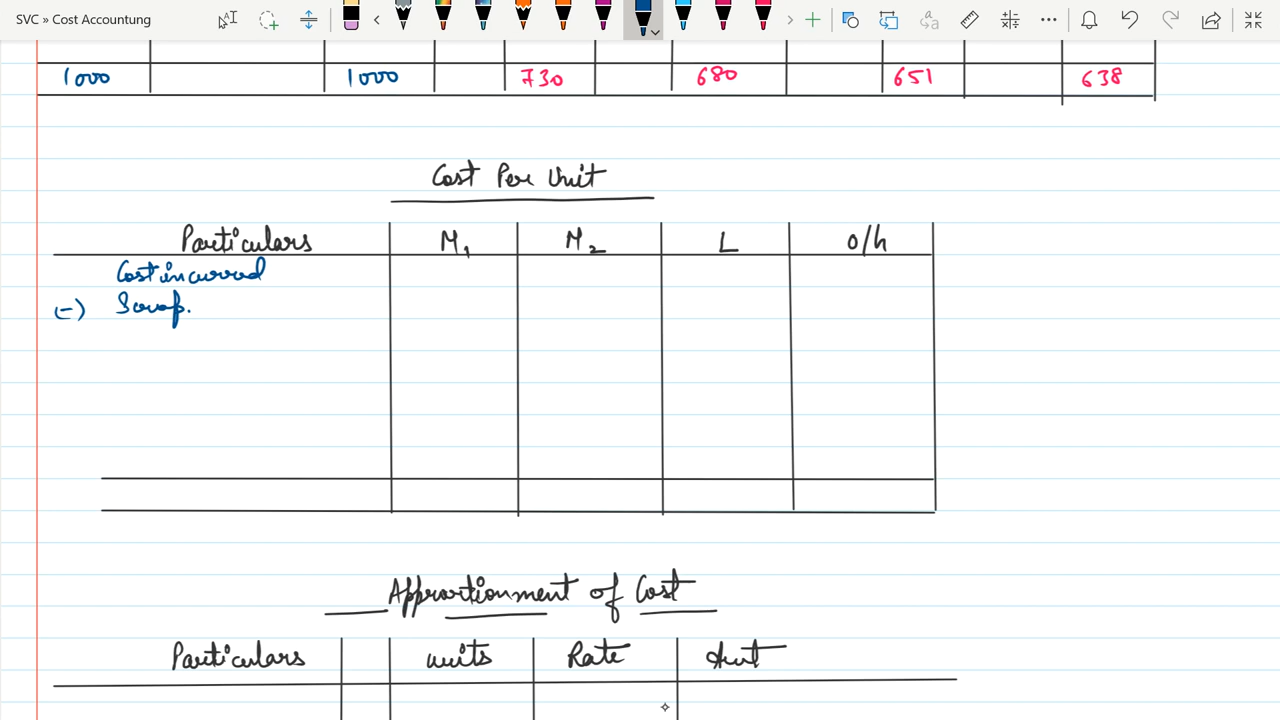 SVC » Cost Accountung
1000 1000 730 680 651 638
Cost Per Unit
Particulars M1 M2 L O/h
Cost incurred
(-) Scrap.
Apportionment of Cost
Particulars units Rate Amt